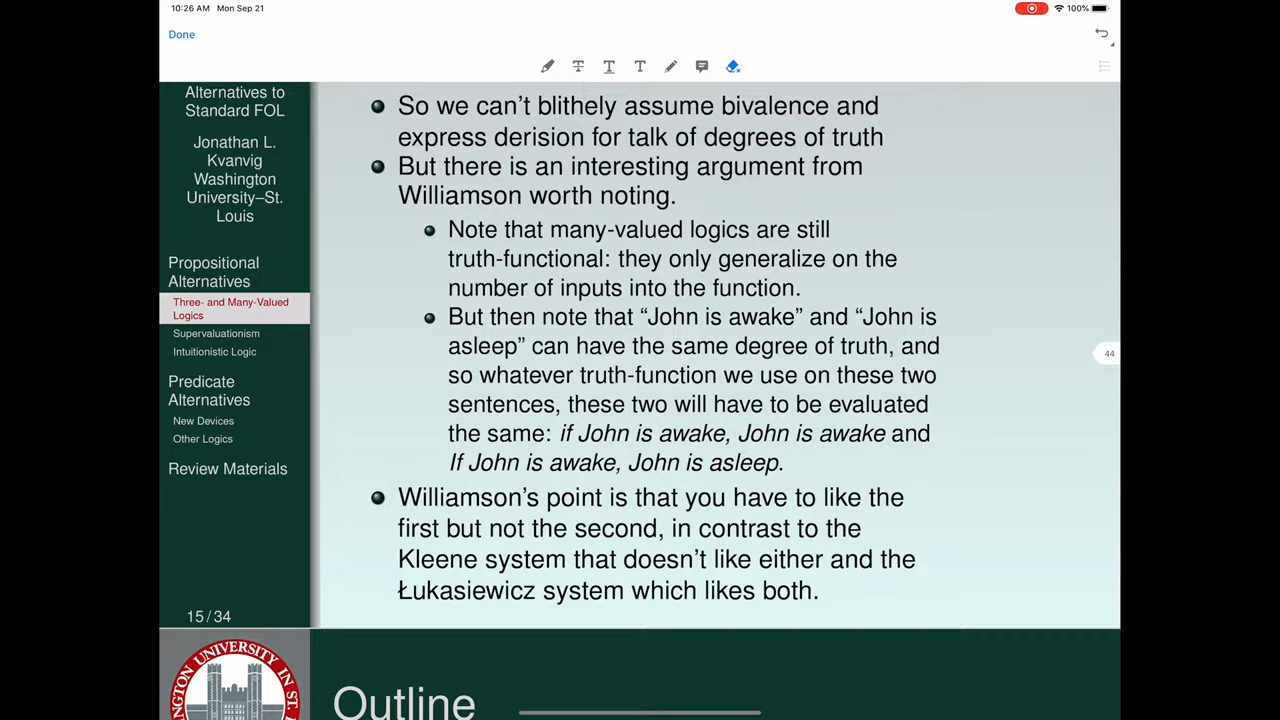 10:26 AM Mon Sep 21
100%
Done
Alternatives to
Standard FOL
Jonathan L.
Kvanvig
Washington
University–St.
Louis
Propositional
Alternatives
Three- and Many-Valued
Logics
Supervaluationism
Intuitionistic Logic
Predicate
Alternatives
New Devices
Other Logics
Review Materials
15 / 34
• So we can’t blithely assume bivalence and
express derision for talk of degrees of truth
• But there is an interesting argument from
Williamson worth noting.
• Note that many-valued logics are still
truth-functional: they only generalize on the
number of inputs into the function.
• But then note that “John is awake” and “John is
asleep” can have the same degree of truth, and
so whatever truth-function we use on these two
sentences, these two will have to be evaluated
the same: if John is awake, John is awake and
If John is awake, John is asleep.
• Williamson’s point is that you have to like the
first but not the second, in contrast to the
Kleene system that doesn’t like either and the
Łukasiewicz system which likes both.
44
UNIVERSITY IN ST.
Outline